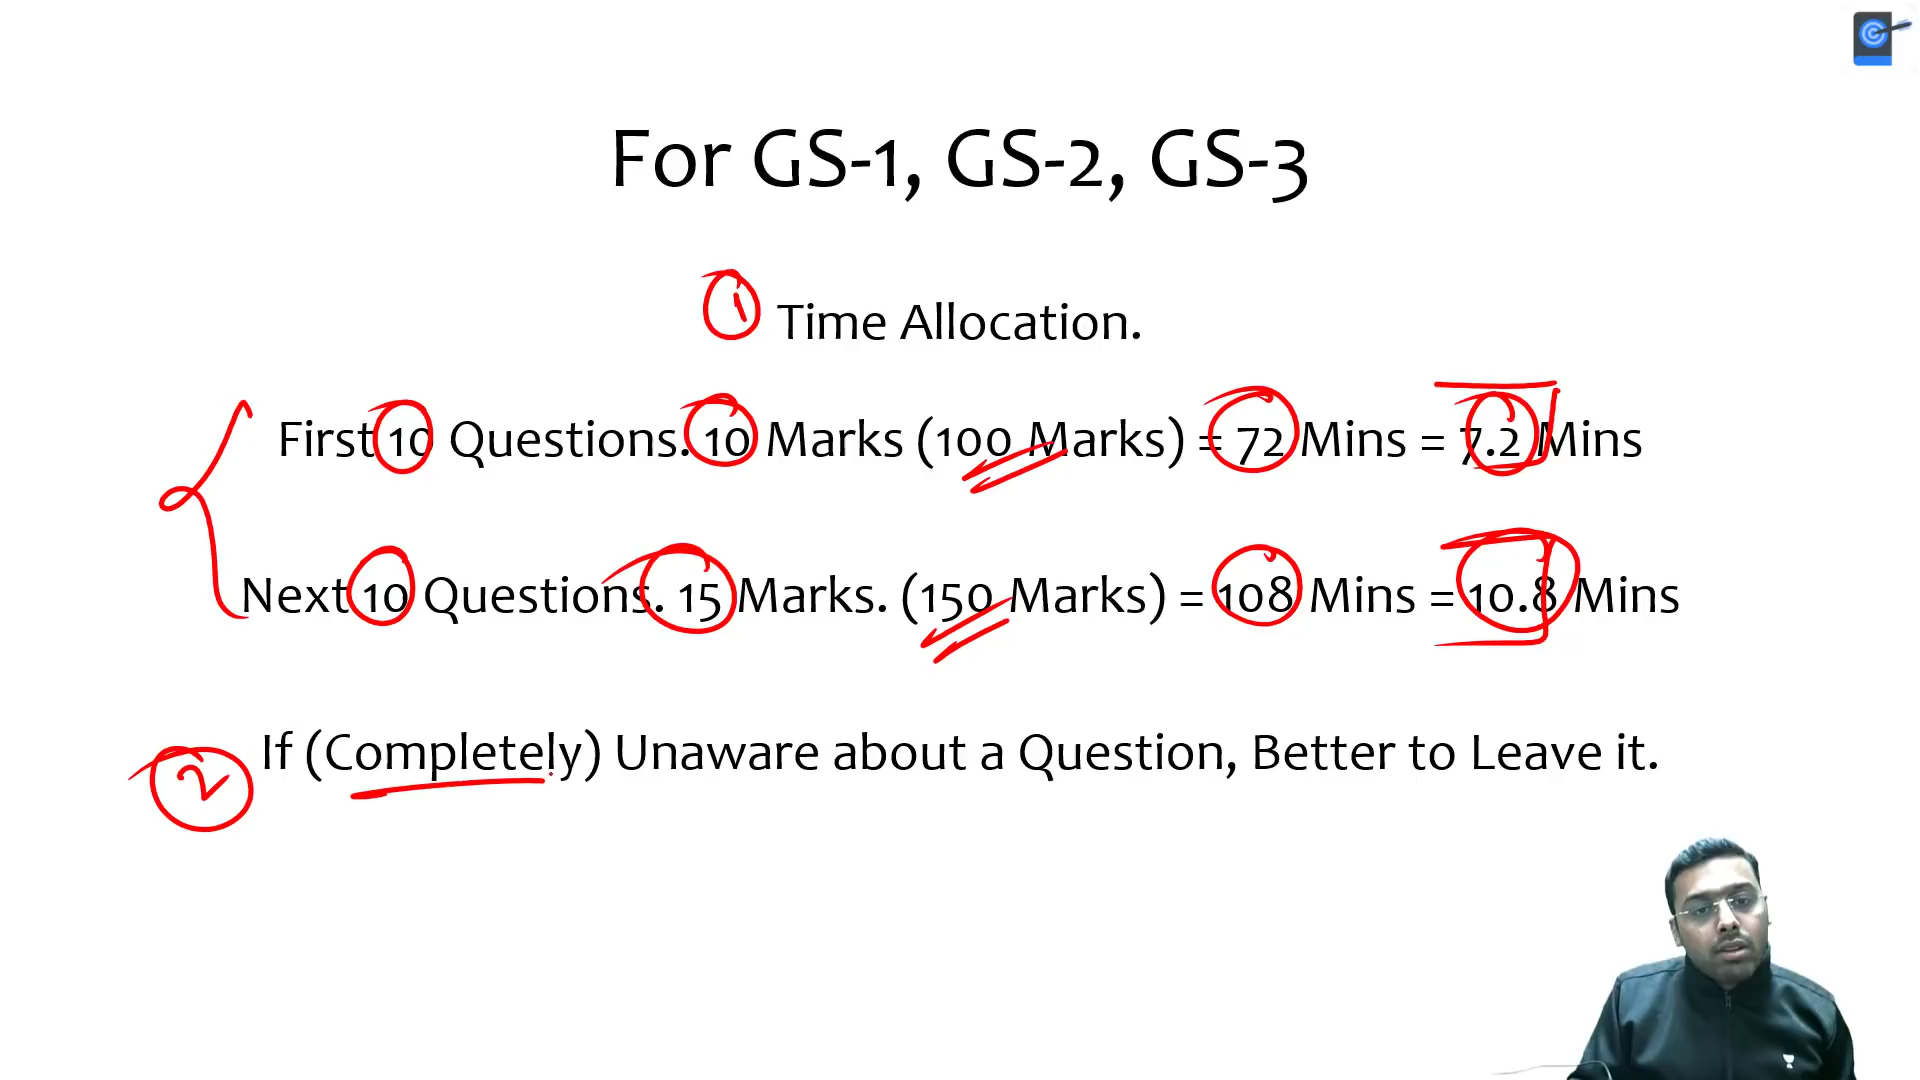 For GS-1, GS-2, GS-3
1 Time Allocation.
First 10 Questions. 10 Marks (100 Marks) = 72 Mins = 7.2 Mins
Next 10 Questions. 15 Marks. (150 Marks) = 108 Mins = 10.8 Mins
2 If (Completely) Unaware about a Question, Better to Leave it.